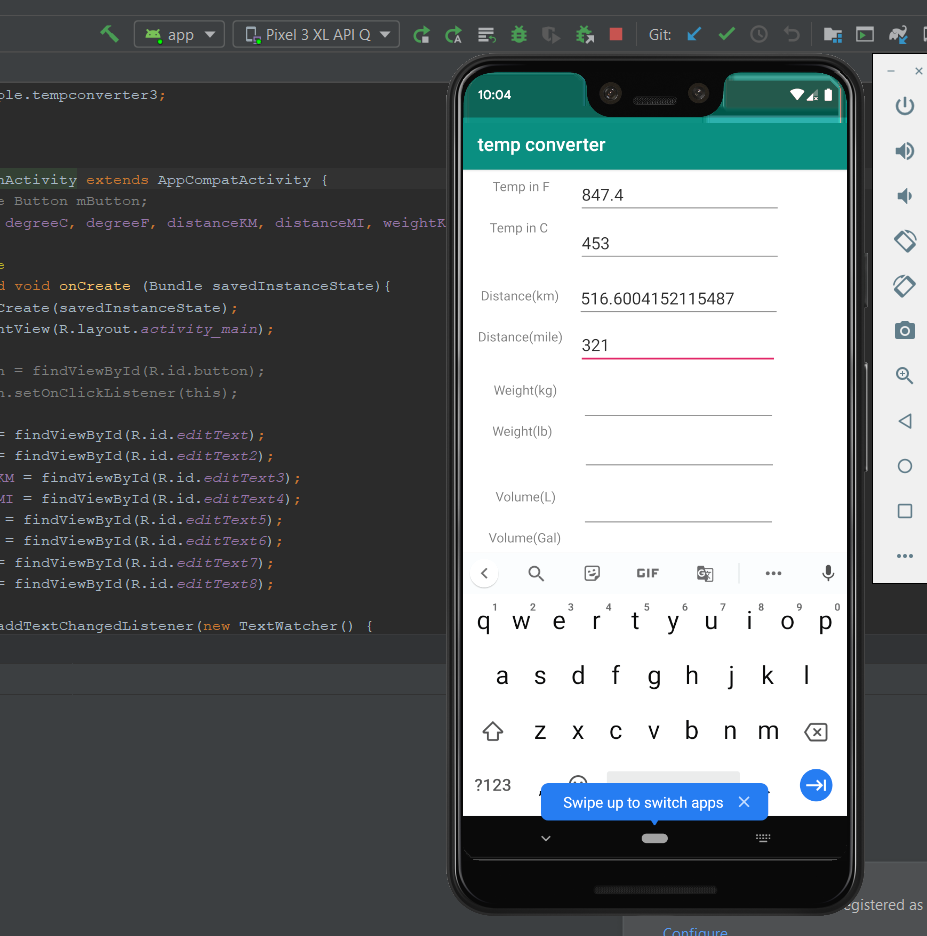 app
Pixel 3 XL API Q
Git:
ple.tempconverter3;
nActivity extends AppCompatActivity {
e Button mButton;
degreeC, degreeF, distanceKM, distanceMI, weightK
e
d void onCreate (Bundle savedInstanceState){
Create(savedInstanceState);
ntView(R.layout.activity_main);
n = findViewById(R.id.button);
n.setOnClickListener(this);
= findViewById(R.id.editText);
= findViewById(R.id.editText2);
KM = findViewById(R.id.editText3);
MI = findViewById(R.id.editText4);
= findViewById(R.id.editText5);
= findViewById(R.id.editText6);
= findViewById(R.id.editText7);
= findViewById(R.id.editText8);
addTextChangedListener(new TextWatcher() {
10:04
temp converter
Temp in F
847.4
Temp in C
453
Distance(km)
516.6004152115487
Distance(mile)
321
Weight(kg)
Weight(lb)
Volume(L)
Volume(Gal)
GIF
1 2 3 4 5 6 7 8 9 0
q w e r t y u i o p
a s d f g h j k l
z x c v b n m
?123 ,
Swipe up to switch apps
egistered as
Configure